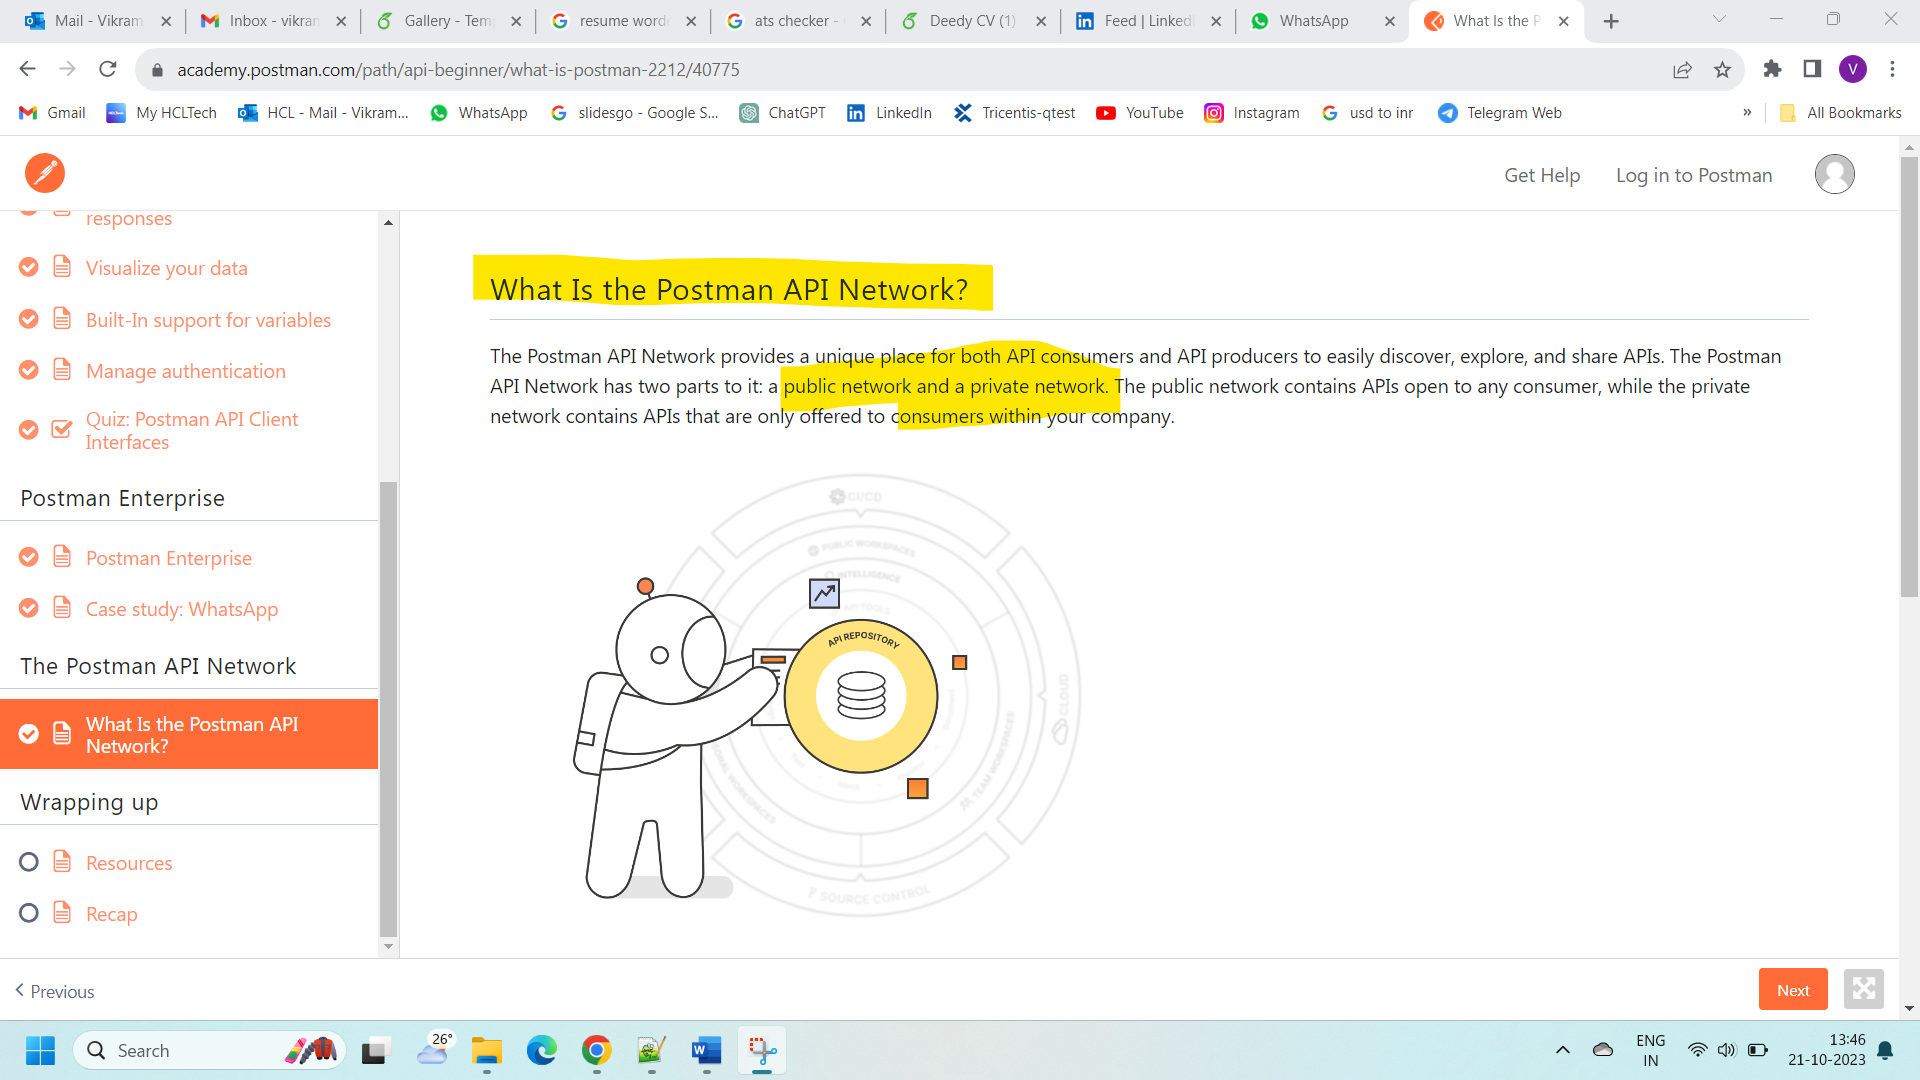 Mail - Vikram
Inbox - vikran
Gallery - Tem
resume word
ats checker -
Deedy CV (1)
Feed | Linked
WhatsApp
What Is the P
academy.postman.com/path/api-beginner/what-is-postman-2212/40775
V
Gmail
My HCLTech
HCL - Mail - Vikram...
WhatsApp
slidesgo - Google S...
ChatGPT
LinkedIn
Tricentis-qtest
YouTube
Instagram
usd to inr
Telegram Web
»
All Bookmarks
Get Help
Log in to Postman
responses
Visualize your data
Built-In support for variables
Manage authentication
Quiz: Postman API Client
Interfaces
Postman Enterprise
Postman Enterprise
Case study: WhatsApp
The Postman API Network
What Is the Postman API
Network?
Wrapping up
Resources
Recap
What Is the Postman API Network?
The Postman API Network provides a unique place for both API consumers and API producers to easily discover, explore, and share APIs. The Postman
API Network has two parts to it: a public network and a private network. The public network contains APIs open to any consumer, while the private
network contains APIs that are only offered to consumers within your company.
CI/CD
PUBLIC WORKSPACES
INTELLIGENCE
API TOOLS
API REPOSITORY
CLOUD
TEAM WORKSPACES
WORKSPACES
SOURCE CONTROL
Previous
Next
Search
26°
ENG
IN
13:46
21-10-2023